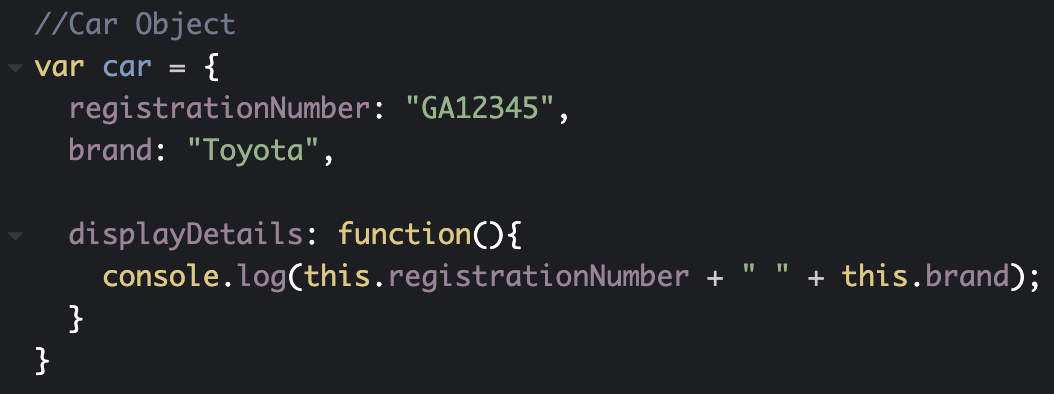 //Car Object
var car = {
registrationNumber: "GA12345",
brand: "Toyota",
displayDetails: function(){
console.log(this.registrationNumber + " " + this.brand);
}
}